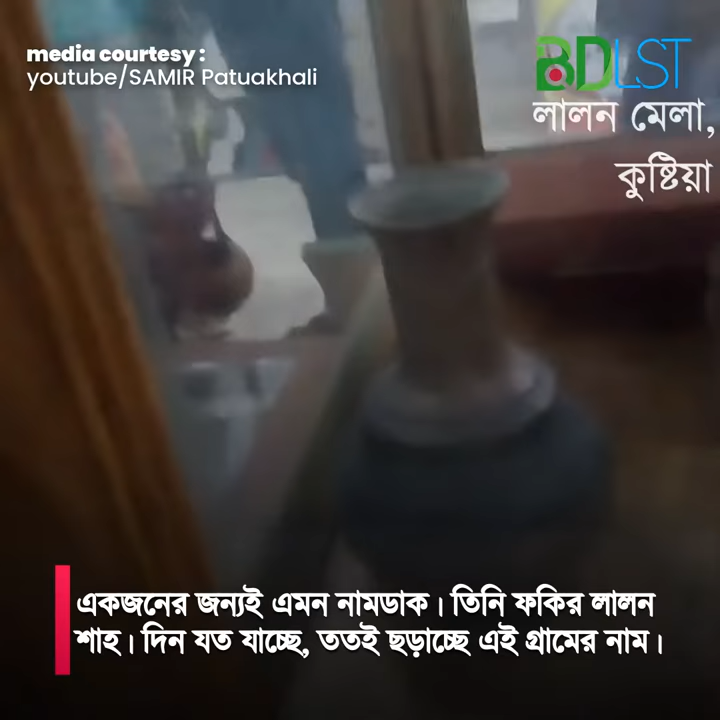 media courtesy :
youtube/SAMIR Patuakhali
BDLST
লালন মেলা,
কুষ্টিয়া
একজনের জন্যই এমন নামডাক। তিনি ফকির লালন
শাহ। দিন যত যাচ্ছে, ততই ছড়াচ্ছে এই গ্রামের নাম।